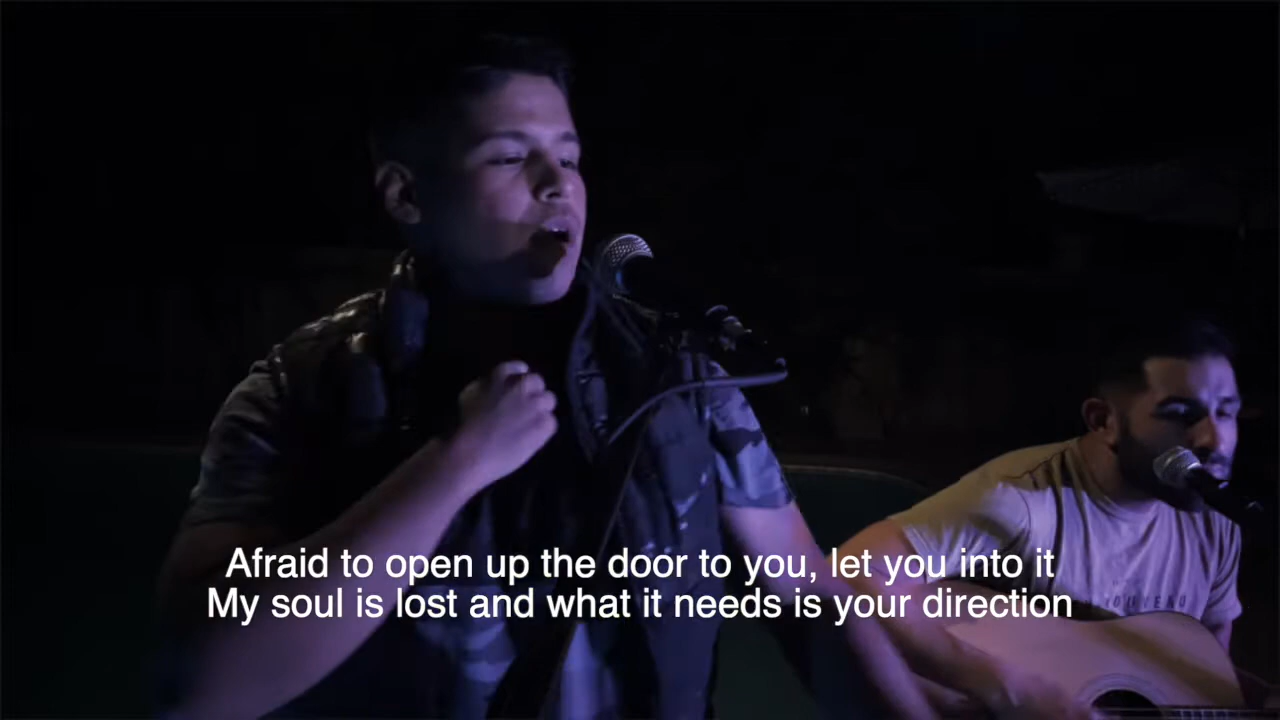 Afraid to open up the door to you, let you into it
My soul is lost and what it needs is your direction